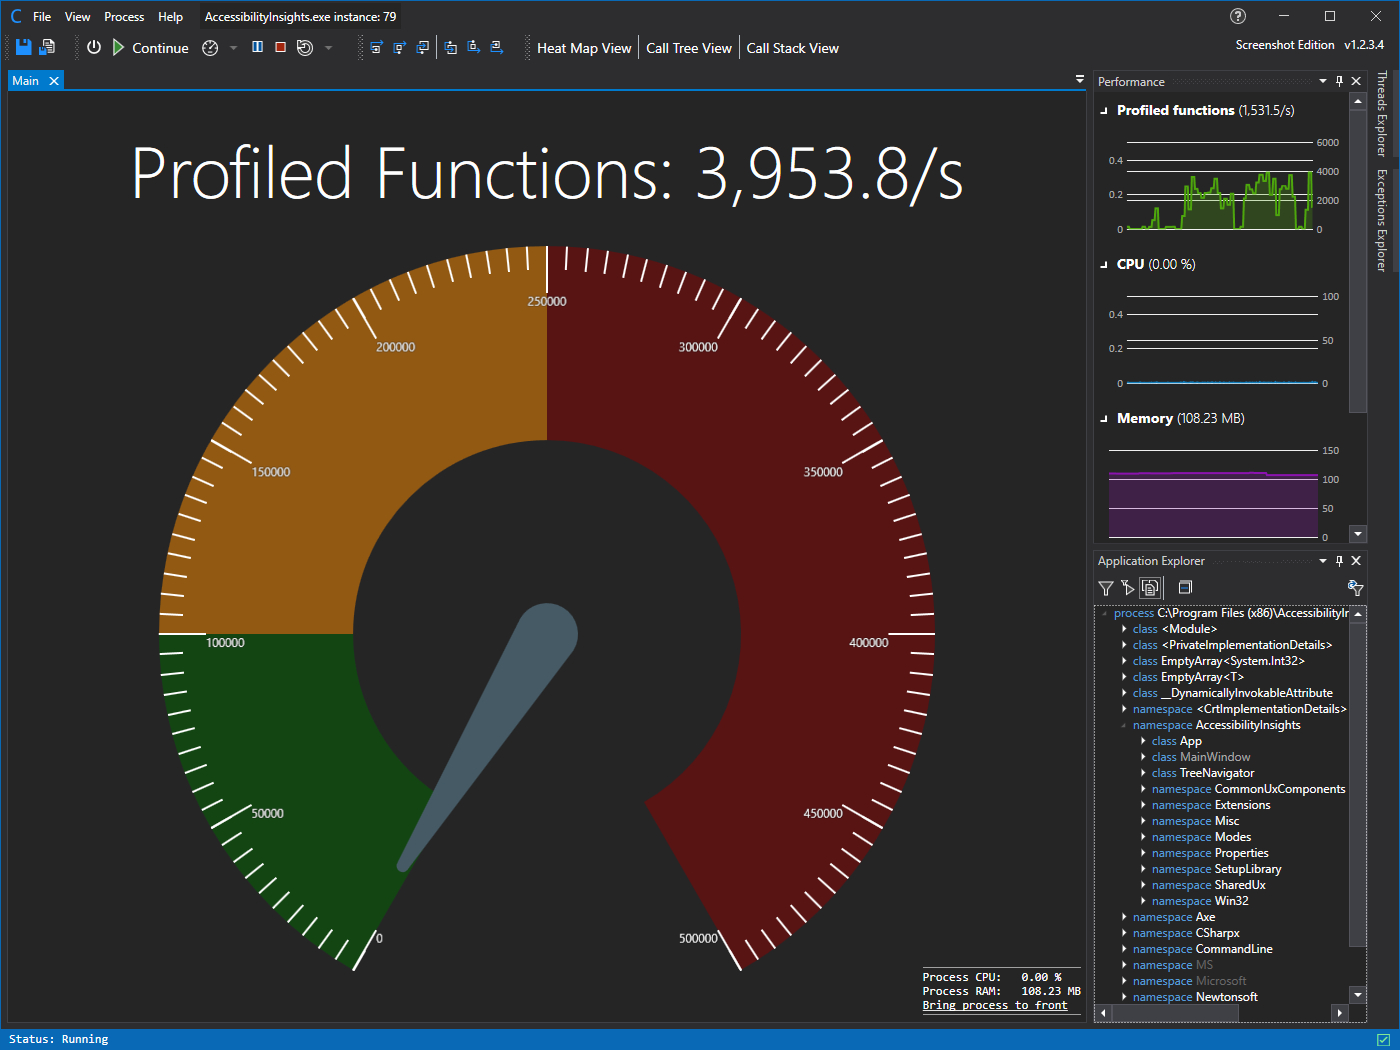 C File View Process Help AccessibilityInsights.exe instance: 79
Continue Heat Map View Call Tree View Call Stack View Screenshot Edition v1.2.3.4
Main
Profiled Functions: 3,953.8/s
250000
200000
300000
150000
350000
100000
400000
50000
450000
0
500000
Process CPU: 0.00 %
Process RAM: 108.23 MB
Bring process to front
Performance
Profiled functions (1,531.5/s)
6000
0.4
4000
0.2
2000
0
0
CPU (0.00 %)
100
0.4
50
0.2
0
0
Memory (108.23 MB)
150
100
50
0
Threads Explorer
Exceptions Explorer
Application Explorer
process C:\Program Files (x86)\AccessibilityIr
class <Module>
class <PrivateImplementationDetails>
class EmptyArray<System.Int32>
class EmptyArray<T>
class __DynamicallyInvokableAttribute
namespace <CrtImplementationDetails>
namespace AccessibilityInsights
class App
class MainWindow
class TreeNavigator
namespace CommonUxComponents
namespace Extensions
namespace Misc
namespace Modes
namespace Properties
namespace SetupLibrary
namespace SharedUx
namespace Win32
namespace Axe
namespace CSharpx
namespace CommandLine
namespace MS
namespace Microsoft
namespace Newtonsoft
Status: Running